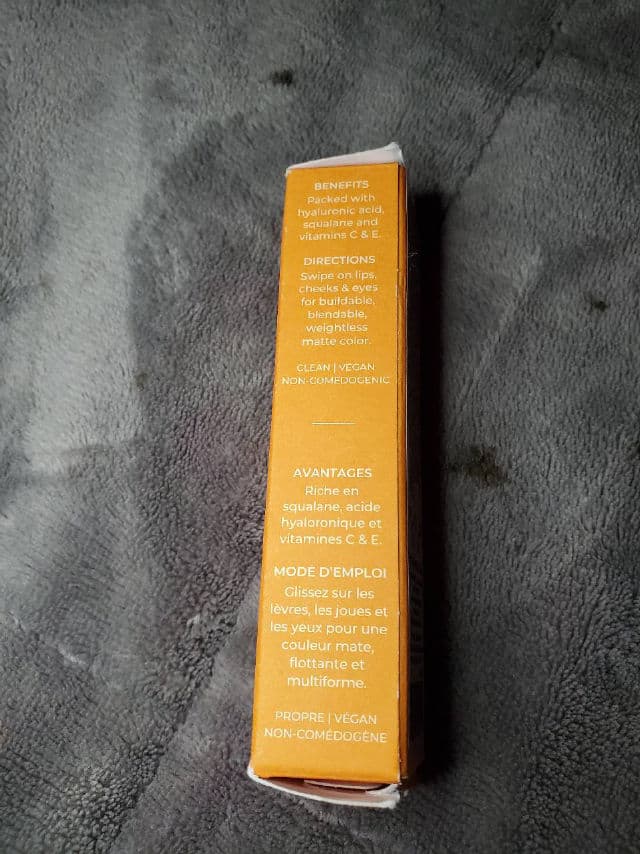 BENEFITS
Packed with
hyaluronic acid,
squalane and
vitamins C & E.
DIRECTIONS
Swipe on lips,
cheeks & eyes
for buildable,
blendable,
weightless
matte color.
CLEAN | VEGAN
NON-COMEDOGENIC
AVANTAGES
Riche en
squalane, acide
hyaloronique et
vitamines C & E.
MODE D'EMPLOI
Glissez sur les
lèvres, les joues et
les yeux pour une
couleur mate,
flottante et
multiforme.
PROPRE | VÉGAN
NON-COMÉDOGÈNE